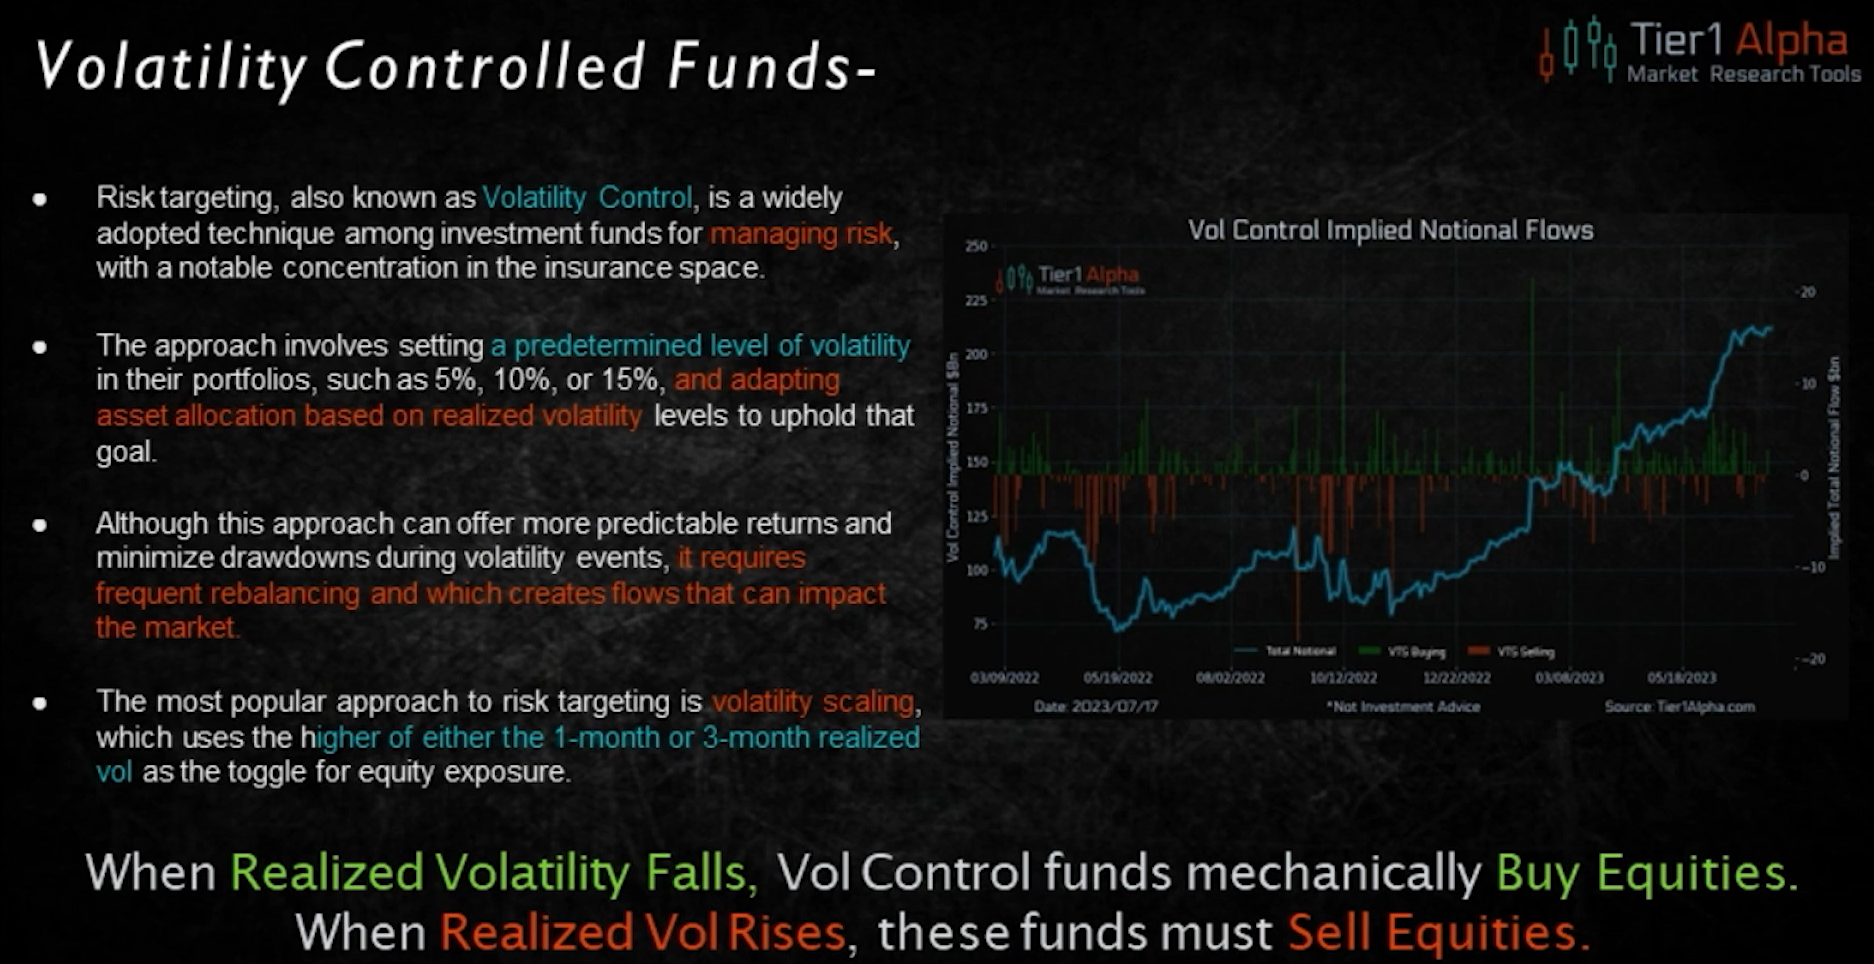 Volatility Controlled Funds-
Tier1 Alpha
Market Research Tools
● Risk targeting, also known as Volatility Control, is a widely
adopted technique among investment funds for managing risk,
with a notable concentration in the insurance space.
● The approach involves setting a predetermined level of volatility
in their portfolios, such as 5%, 10%, or 15%, and adapting
asset allocation based on realized volatility levels to uphold that
goal.
● Although this approach can offer more predictable returns and
minimize drawdowns during volatility events, it requires
frequent rebalancing and which creates flows that can impact
the market.
● The most popular approach to risk targeting is volatility scaling,
which uses the higher of either the 1-month or 3-month realized
vol as the toggle for equity exposure.
Vol Control Implied Notional Flows
Tier1 Alpha
Market Research Tools
Vol Control Implied Notional $Bn
250
225
200
175
150
125
100
75
20
10
0
-10
-20
Implied Total Notional Flow $bn
Total Notional VTS Buying VTS Selling
03/09/2022 05/19/2022 08/02/2022 10/12/2022 12/22/2022 03/08/2023 05/18/2023
Date: 2023/07/17 *Not Investment Advice Source: Tier1Alpha.com
When Realized Volatility Falls, Vol Control funds mechanically Buy Equities.
When Realized Vol Rises, these funds must Sell Equities.